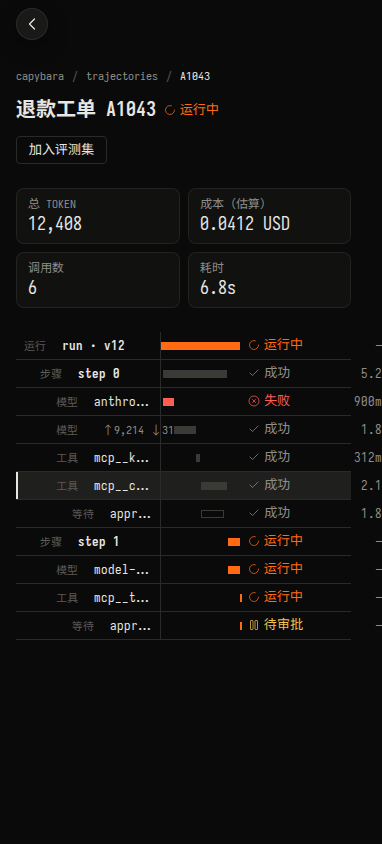 capybara / trajectories / A1043
退款工单 A1043 运行中
加入评测集
总 TOKEN
12,408
成本（估算）
0.0412 USD
调用数
6
耗时
6.8s
运行 run · v12 运行中 —
步骤 step 0 成功 5.2
模型 anthro... 失败 900m
模型 ↑9,214 ↓31 成功 1.8
工具 mcp__k... 成功 312m
工具 mcp__c... 成功 2.1
等待 appr... 成功 1.8
步骤 step 1 运行中 —
模型 model-... 运行中 —
工具 mcp__t... 运行中 —
等待 appr... 待审批 —